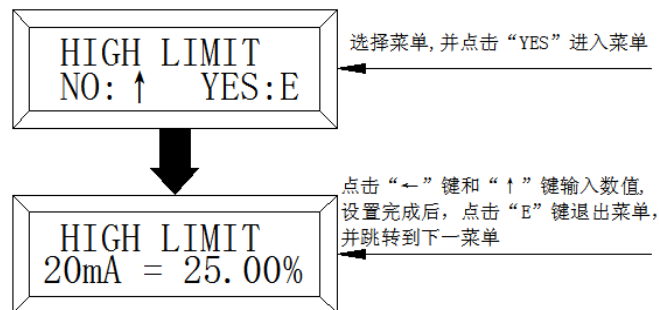 HIGH LIMIT
NO:↑ YES:E
选择菜单,并点击“YES”进入菜单
HIGH LIMIT
20mA = 25.00%
点击“←”键和“↑”键输入数值,
设置完成后，点击“E”键退出菜单，
并跳转到下一菜单